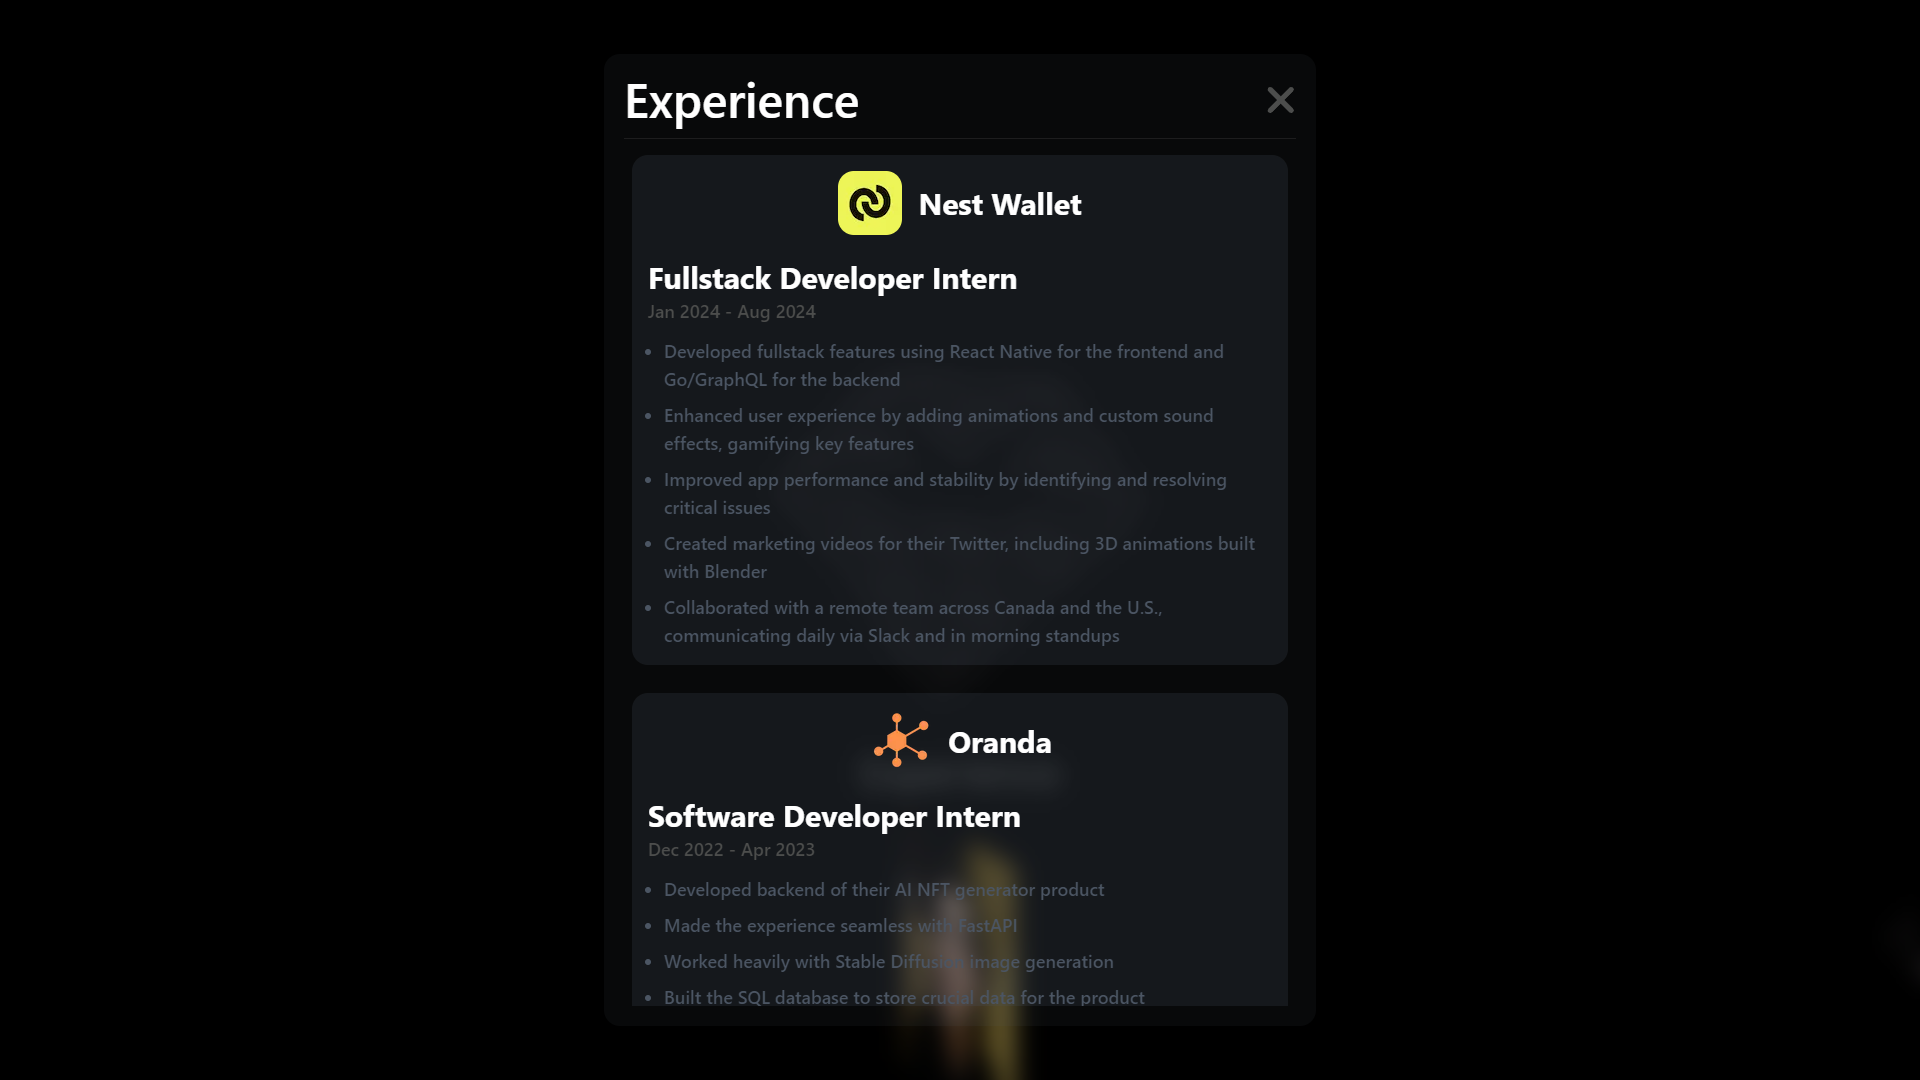 Experience
Nest Wallet
Fullstack Developer Intern
Jan 2024 - Aug 2024
• Developed fullstack features using React Native for the frontend and
Go/GraphQL for the backend
• Enhanced user experience by adding animations and custom sound
effects, gamifying key features
• Improved app performance and stability by identifying and resolving
critical issues
• Created marketing videos for their Twitter, including 3D animations built
with Blender
• Collaborated with a remote team across Canada and the U.S.,
communicating daily via Slack and in morning standups
Oranda
Software Developer Intern
Dec 2022 - Apr 2023
• Developed backend of their AI NFT generator product
• Made the experience seamless with FastAPI
• Worked heavily with Stable Diffusion image generation
• Built the SQL database to store crucial data for the product